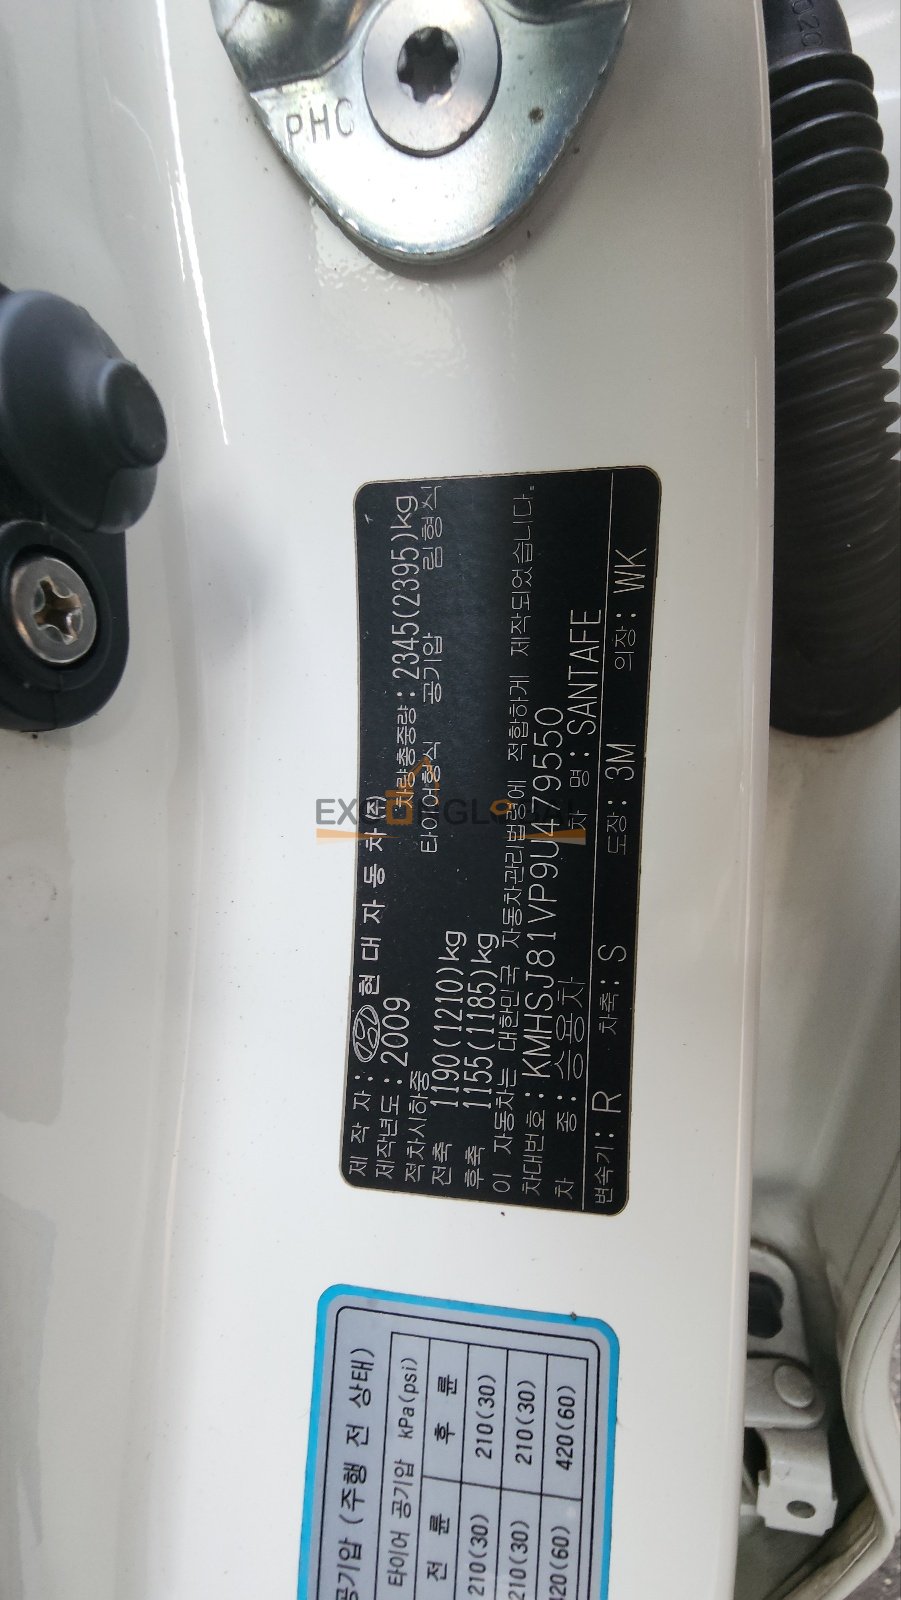 020
PHC
제 작 자 : 현 대 자 동 차 (주)
제작년도 : 2009 차량총중량 : 2345(2395)kg
적차시하중 타이어형식 공기압 림형식
전축 1190(1210)kg
후축 1155(1185)kg
이 자동차는 대한민국 자동차관리법령에 적합하게 제작되었습니다.
차대번호 : KMHSJ81VP9U479550
차 종 : 승용차 차 명 : SANTAFE
변속기 : R 차축 : S 도장 : 3M 의장 : WK
EXCON GLOBAL
공기압 (주행 전 상태)
타이어 공기압 kPa(psi)
전 륜 후 륜
210(30) 210(30)
210(30) 210(30)
420(60) 420(60)